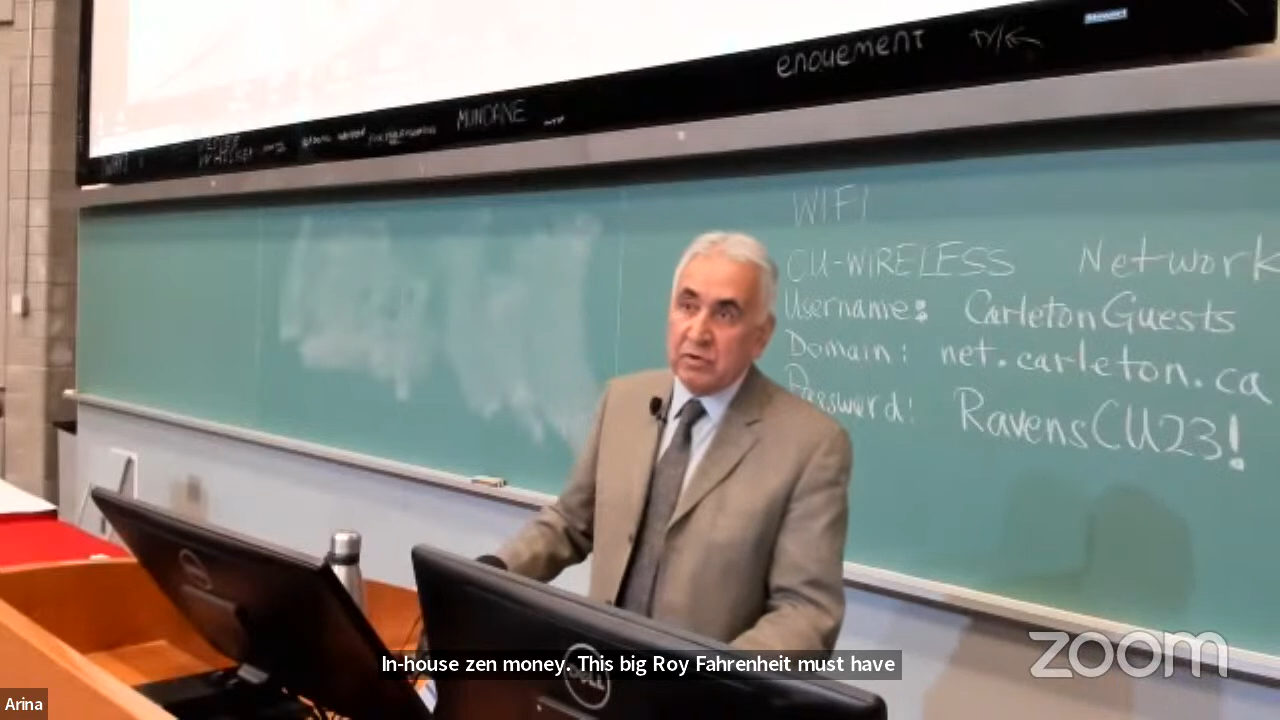 enouement
MUNDANE
WIFI
CU-WIRELESS Network
Username: CarletonGuests
Domain: net.carleton.ca
Password: RavensCU23!
DELL
In-house zen money. This big Roy Fahrenheit must have
zoom
Arina